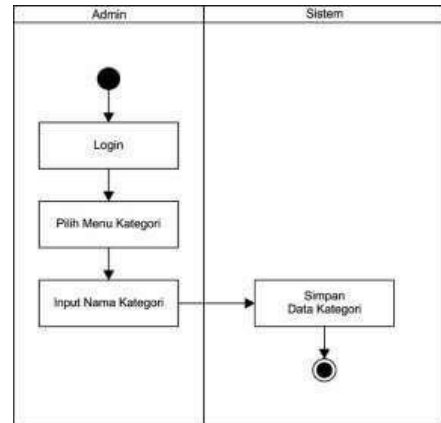 Admin
Sistem
Login
Pilih Menu Kategori
Input Nama Kategori
Simpan
Data Kategori